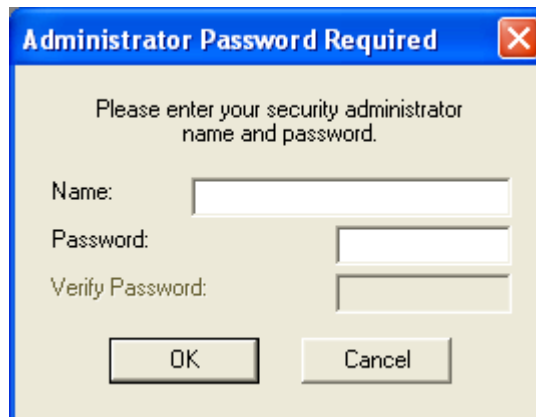 Administrator Password Required
Please enter your security administrator
name and password.
Name:
Password:
Verify Password:
OK
Cancel